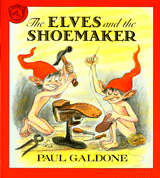 The ELVES and the
SHOEMAKER
PAUL GALDONE